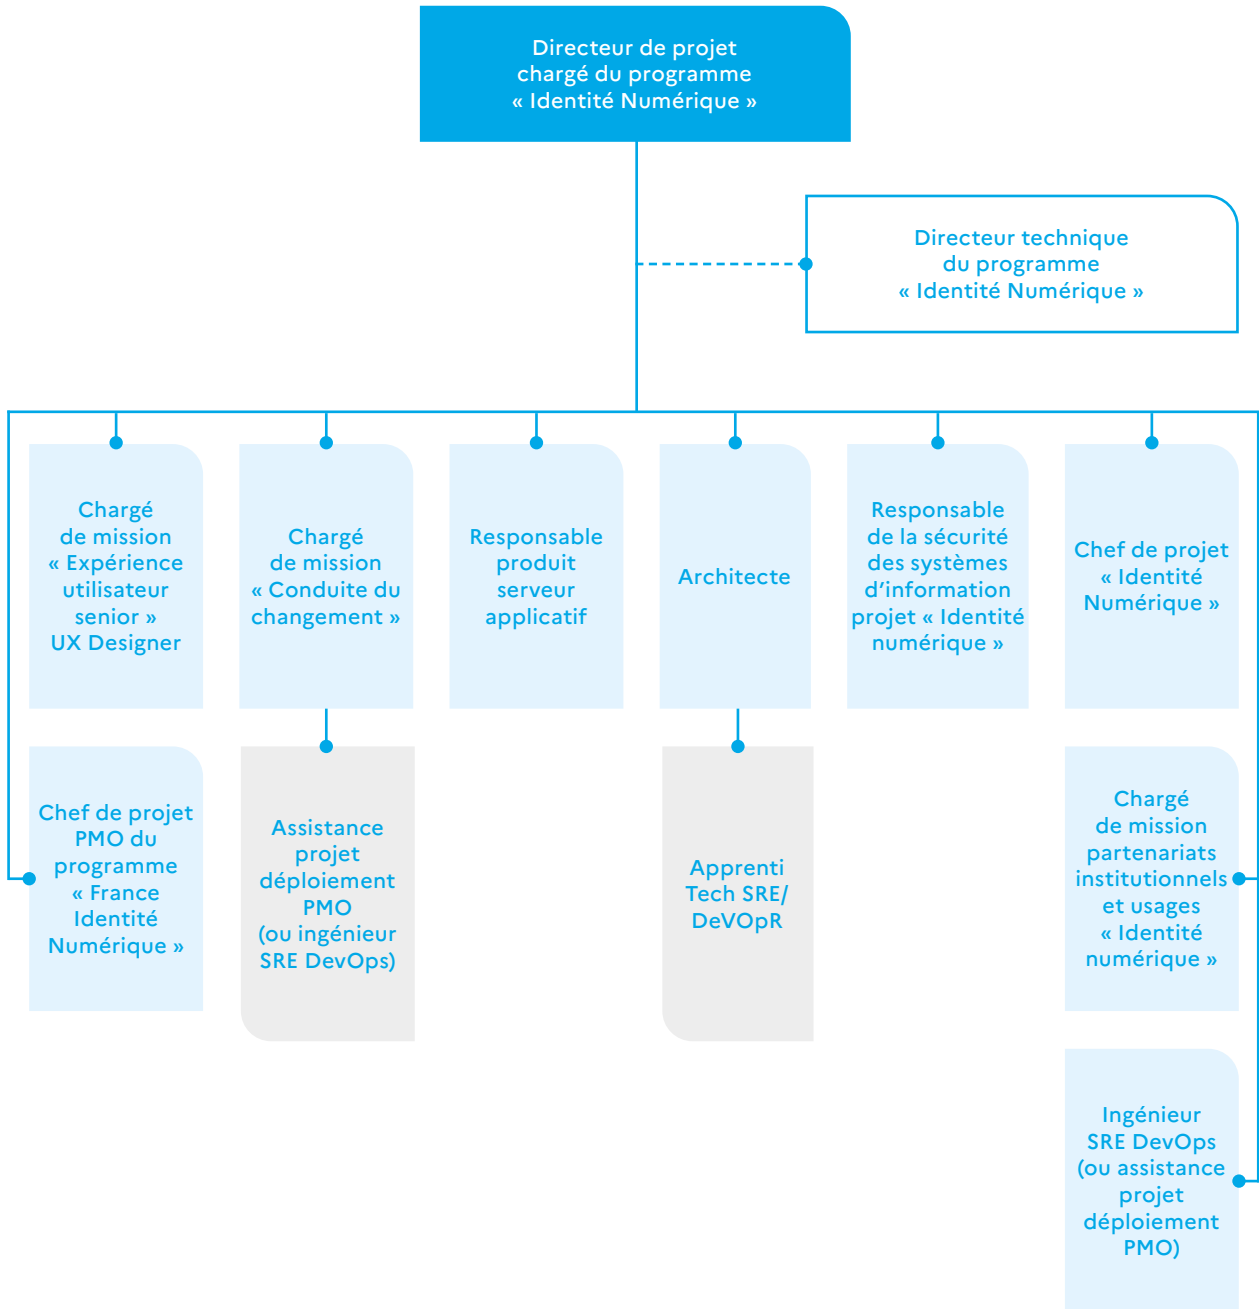 Directeur de projet
chargé du programme
« Identité Numérique »
Directeur technique
du programme
« Identité Numérique »
Chargé
de mission
« Expérience
utilisateur
senior »
UX Designer
Chargé
de mission
« Conduite du
changement »
Responsable
produit
serveur
applicatif
Architecte
Responsable
de la sécurité
des systèmes
d’information
projet « Identité
numérique »
Chef de projet
« Identité
Numérique »
Chef de projet
PMO du
programme
« France
Identité
Numérique »
Assistance
projet
déploiement
PMO
(ou ingénieur
SRE DevOps)
Apprenti
Tech SRE/
DeVOpR
Chargé
de mission
partenariats
institutionnels
et usages
« Identité
numérique »
Ingénieur
SRE DevOps
(ou assistance
projet
déploiement
PMO)